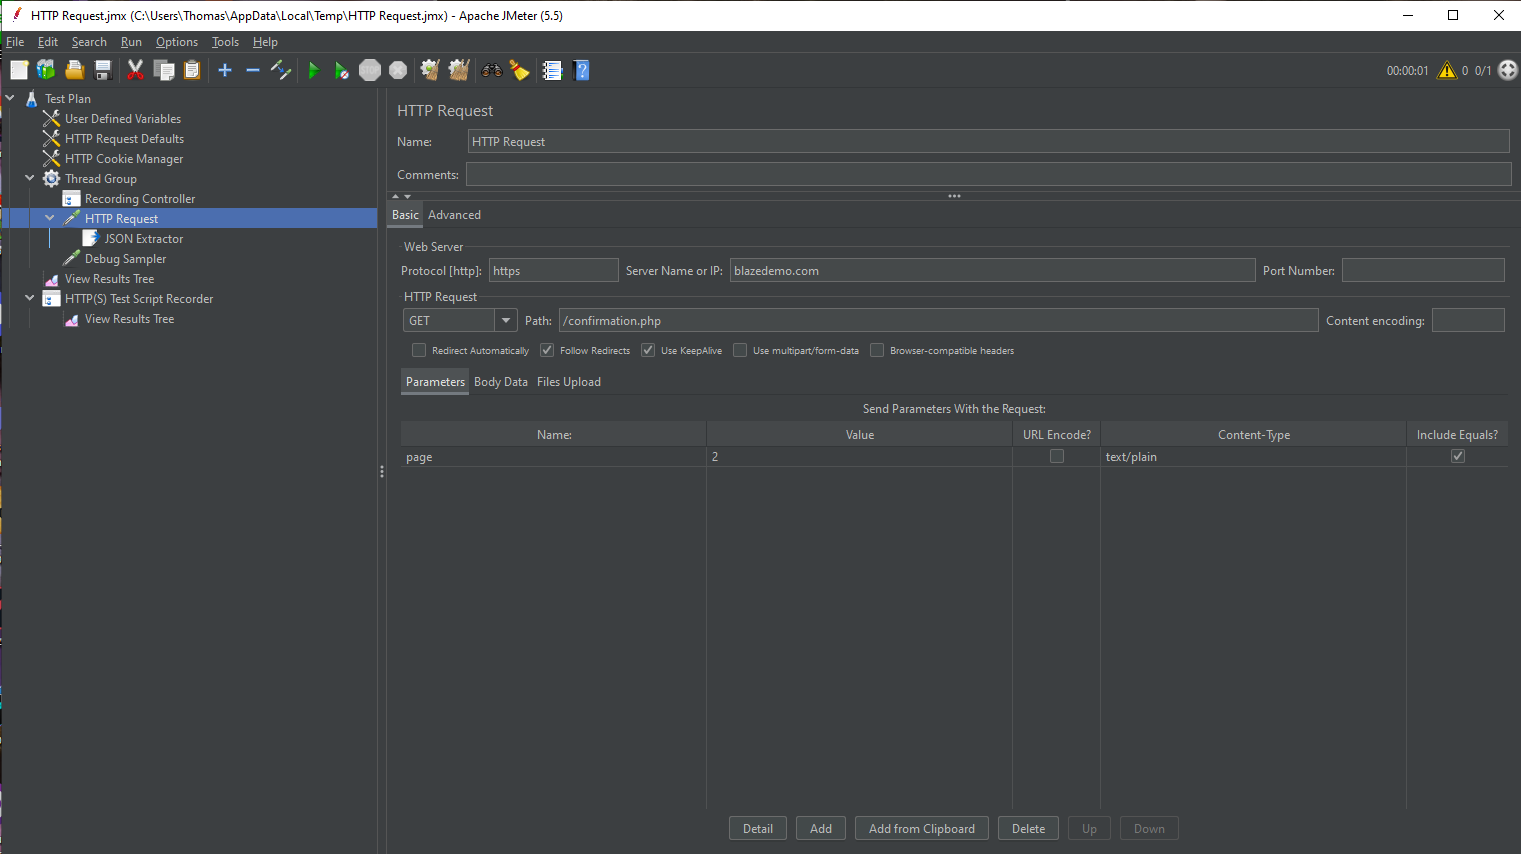 HTTP Request.jmx (C:\Users\Thomas\AppData\Local\Temp\HTTP Request.jmx) - Apache JMeter (5.5)
File Edit Search Run Options Tools Help
STOP
00:00:01 0 0/1
Test Plan
User Defined Variables
HTTP Request Defaults
HTTP Cookie Manager
Thread Group
Recording Controller
HTTP Request
JSON Extractor
Debug Sampler
View Results Tree
HTTP(S) Test Script Recorder
View Results Tree
HTTP Request
Name: HTTP Request
Comments:
Basic Advanced
Web Server
Protocol [http]: https Server Name or IP: blazedemo.com Port Number:
HTTP Request
GET Path: /confirmation.php Content encoding:
Redirect Automatically Follow Redirects Use KeepAlive Use multipart/form-data Browser-compatible headers
Parameters Body Data Files Upload
Send Parameters With the Request:
Name: Value URL Encode? Content-Type Include Equals?
page 2 text/plain
Detail Add Add from Clipboard Delete Up Down